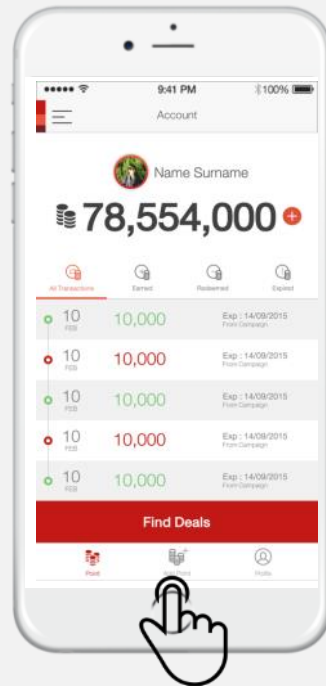 9:41 PM 100%
Account
Name Surname
78,554,000
All Transactions Earned Redeemed Expired
10 FEB 10,000 Exp : 14/09/2015
From Campaign
10 FEB 10,000 Exp : 14/09/2015
From Campaign
10 FEB 10,000 Exp : 14/09/2015
From Campaign
10 FEB 10,000 Exp : 14/09/2015
From Campaign
10 FEB 10,000 Exp : 14/09/2015
From Campaign
Find Deals
Point Add Point Profile